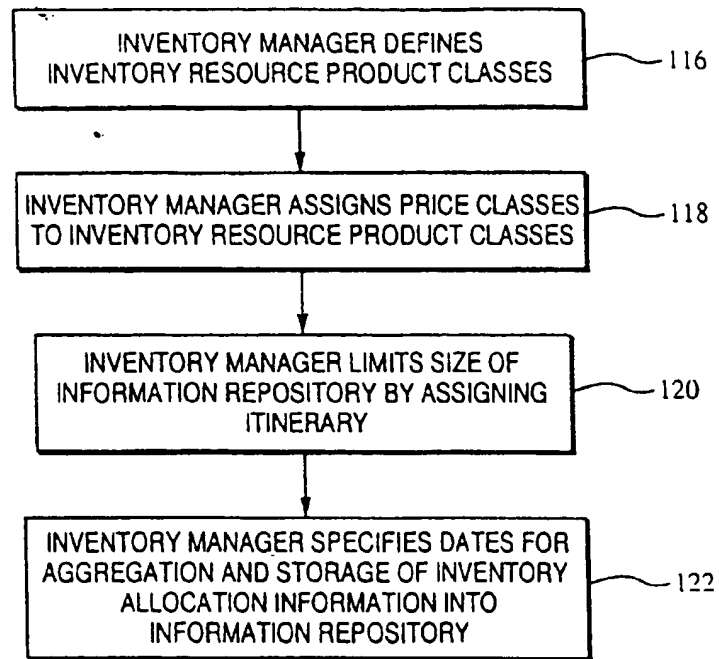 INVENTORY MANAGER DEFINES
INVENTORY RESOURCE PRODUCT CLASSES
116
INVENTORY MANAGER ASSIGNS PRICE CLASSES
TO INVENTORY RESOURCE PRODUCT CLASSES
118
INVENTORY MANAGER LIMITS SIZE OF
INFORMATION REPOSITORY BY ASSIGNING
ITINERARY
120
INVENTORY MANAGER SPECIFIES DATES FOR
AGGREGATION AND STORAGE OF INVENTORY
ALLOCATION INFORMATION INTO
INFORMATION REPOSITORY
122